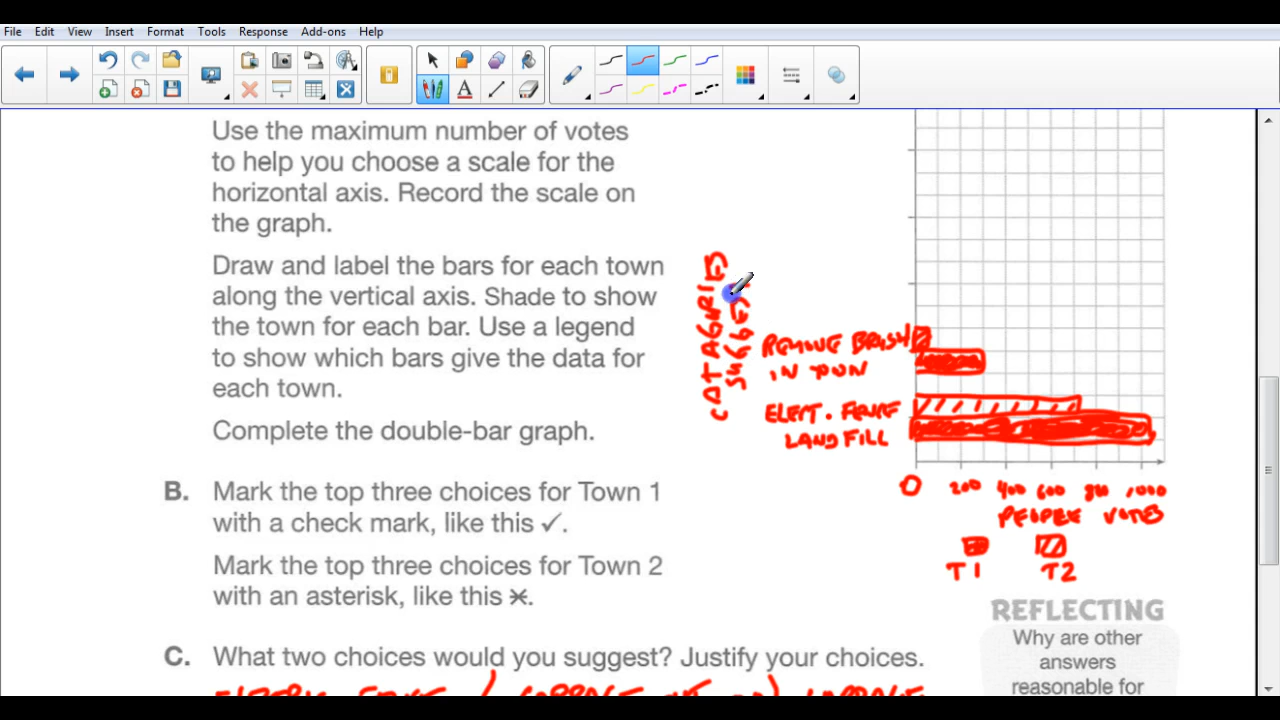 File Edit View Insert Format Tools Response Add-ons Help
Use the maximum number of votes
to help you choose a scale for the
horizontal axis. Record the scale on
the graph.
Draw and label the bars for each town
along the vertical axis. Shade to show
the town for each bar. Use a legend
to show which bars give the data for
each town.
Complete the double-bar graph.
B. Mark the top three choices for Town 1
with a check mark, like this ✓.
Mark the top three choices for Town 2
with an asterisk, like this ⁎.
C. What two choices would you suggest? Justify your choices.
CATAGORIES
REMOVE BRUSH
IN TOWN
ELECT. FENCE
LANDFILL
0 200 400 600 800 1000
PEOPLE VOTES
T1 T2
REFLECTING
Why are other
answers
reasonable for